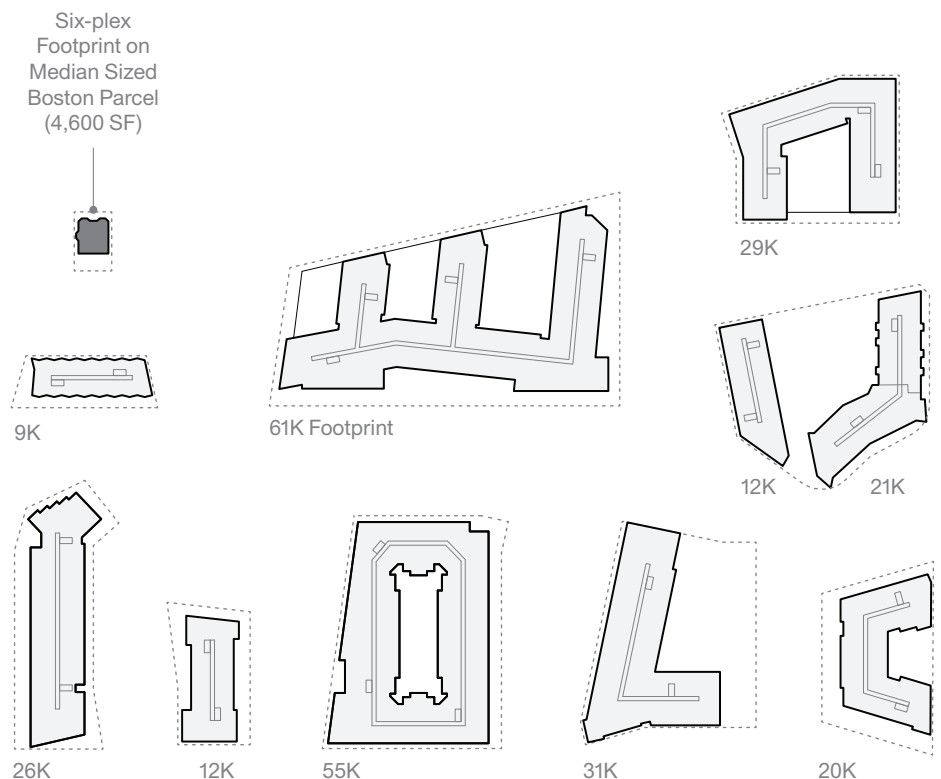 Six-plex
Footprint on
Median Sized
Boston Parcel
(4,600 SF)
29K
9K
61K Footprint
12K
21K
26K
12K
55K
31K
20K